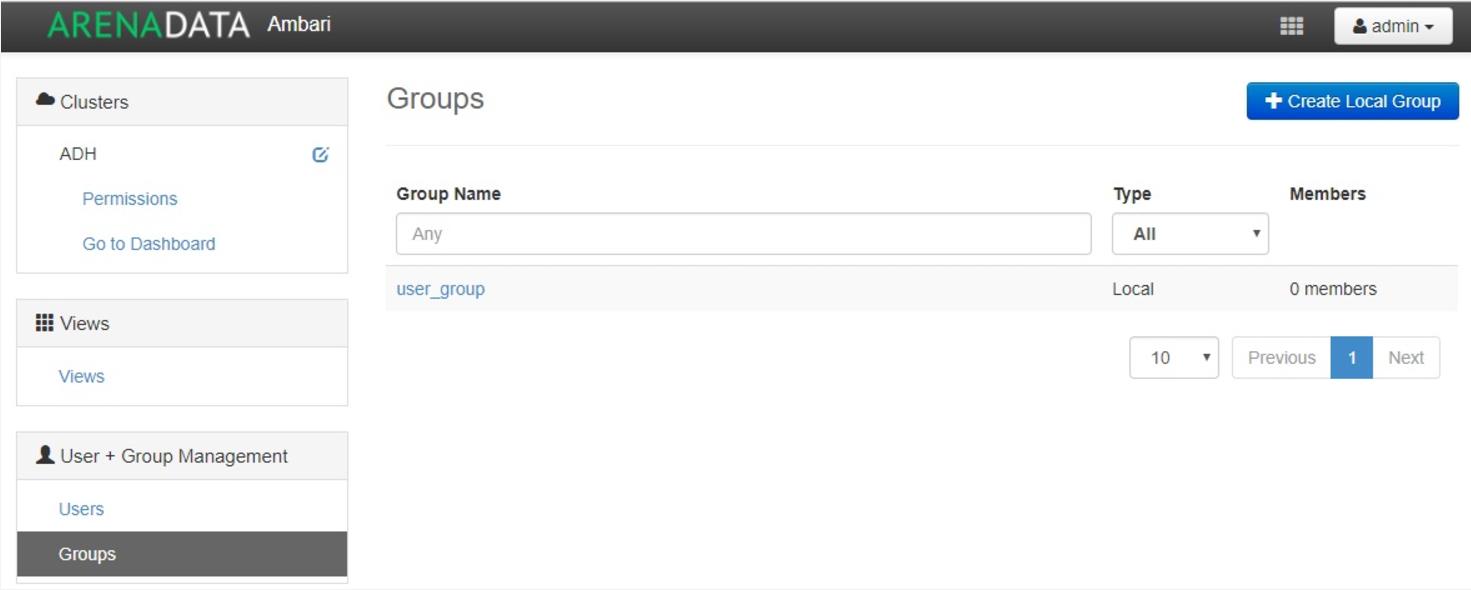 ARENADATA Ambari
admin
Clusters
ADH
Permissions
Go to Dashboard
Views
Views
User + Group Management
Users
Groups
Groups
Create Local Group
Group Name Type Members
Any All
user_group Local 0 members
10 Previous 1 Next